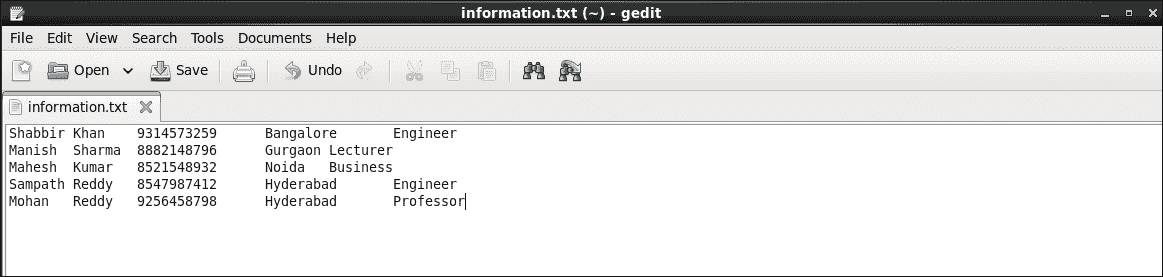 information.txt (~) - gedit
File Edit View Search Tools Documents Help
Open Save Undo
information.txt
Shabbir Khan 9314573259 Bangalore Engineer
Manish Sharma 8882148796 Gurgaon Lecturer
Mahesh Kumar 8521548932 Noida Business
Sampath Reddy 8547987412 Hyderabad Engineer
Mohan Reddy 9256458798 Hyderabad Professor